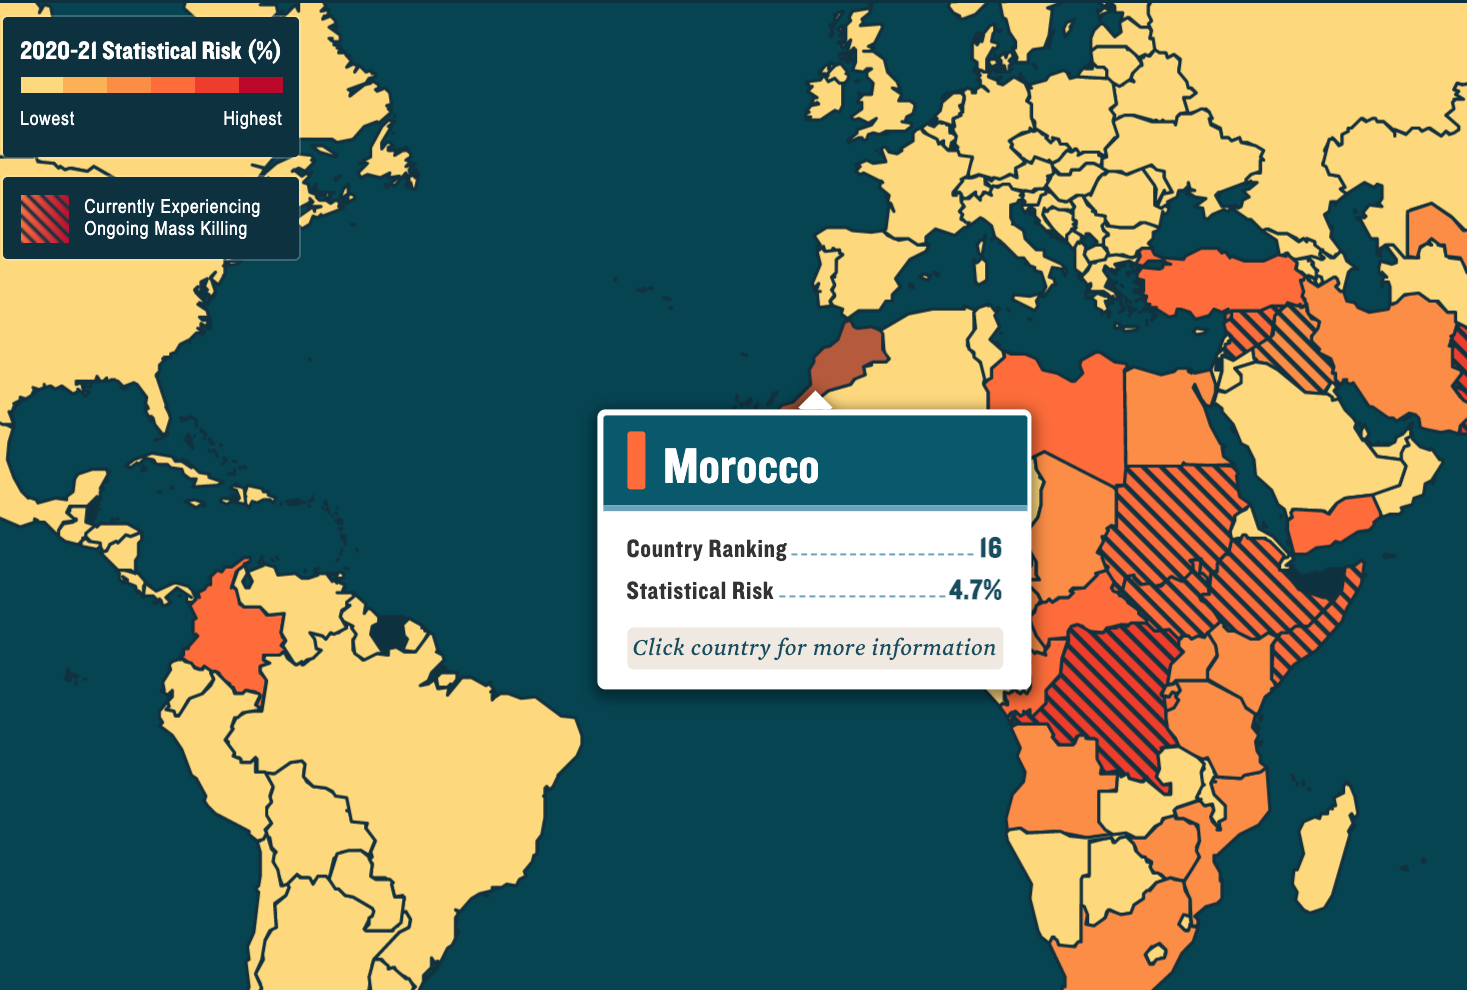 2020-21 Statistical Risk (%)
Lowest Highest
Currently Experiencing
Ongoing Mass Killing
Morocco
Country Ranking 16
Statistical Risk 4.7%
Click country for more information